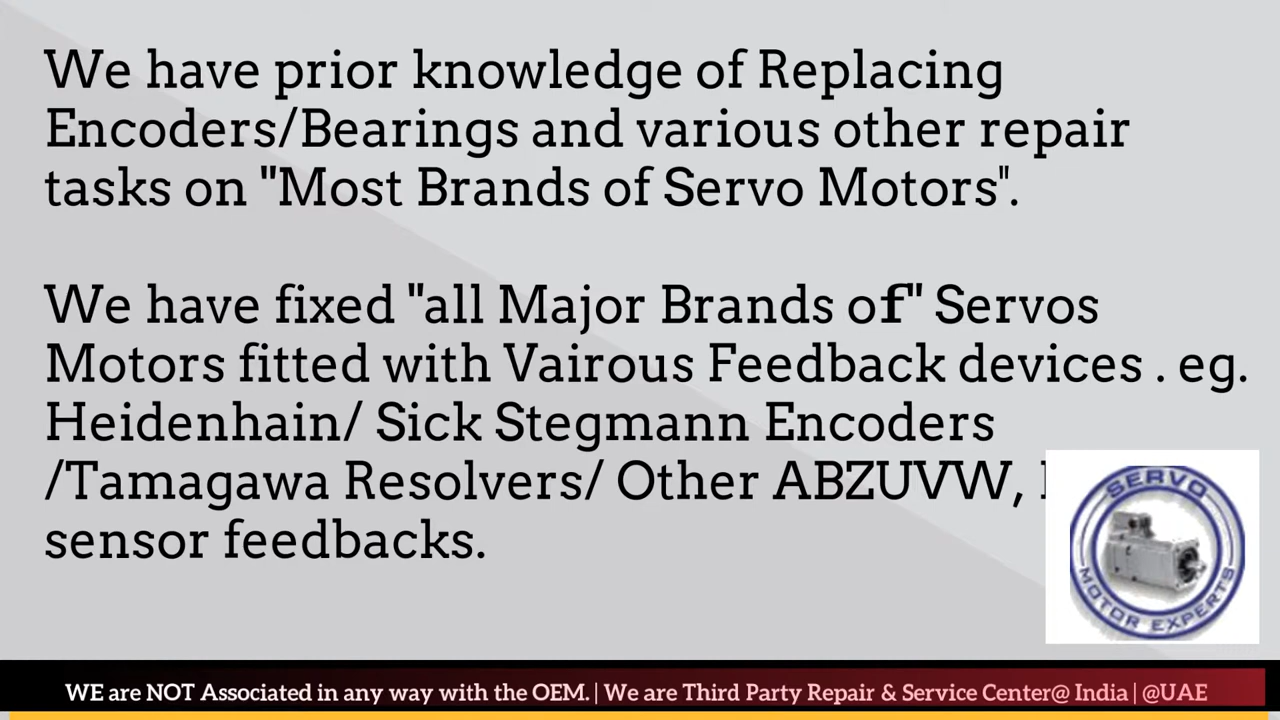 We have prior knowledge of Replacing
Encoders/Bearings and various other repair
tasks on "Most Brands of Servo Motors".
We have fixed "all Major Brands of" Servos
Motors fitted with Vairous Feedback devices . eg.
Heidenhain/ Sick Stegmann Encoders
/Tamagawa Resolvers/ Other ABZUVW,
sensor feedbacks.
SERVO
MOTOR EXPERTS
WE are NOT Associated in any way with the OEM. | We are Third Party Repair & Service Center@ India | @UAE